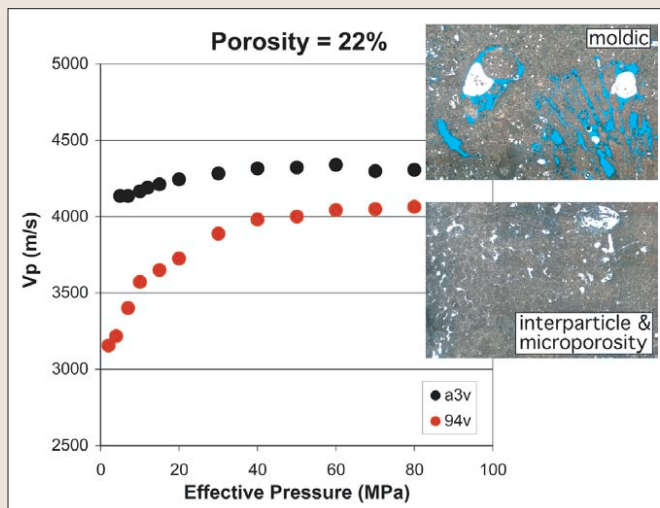 Porosity = 22%
moldic
5000
4500
4000
3500
3000
2500
Vp (m/s)
interparticle &
microporosity
a3v
94v
0
20
40
60
80
100
Effective Pressure (MPa)